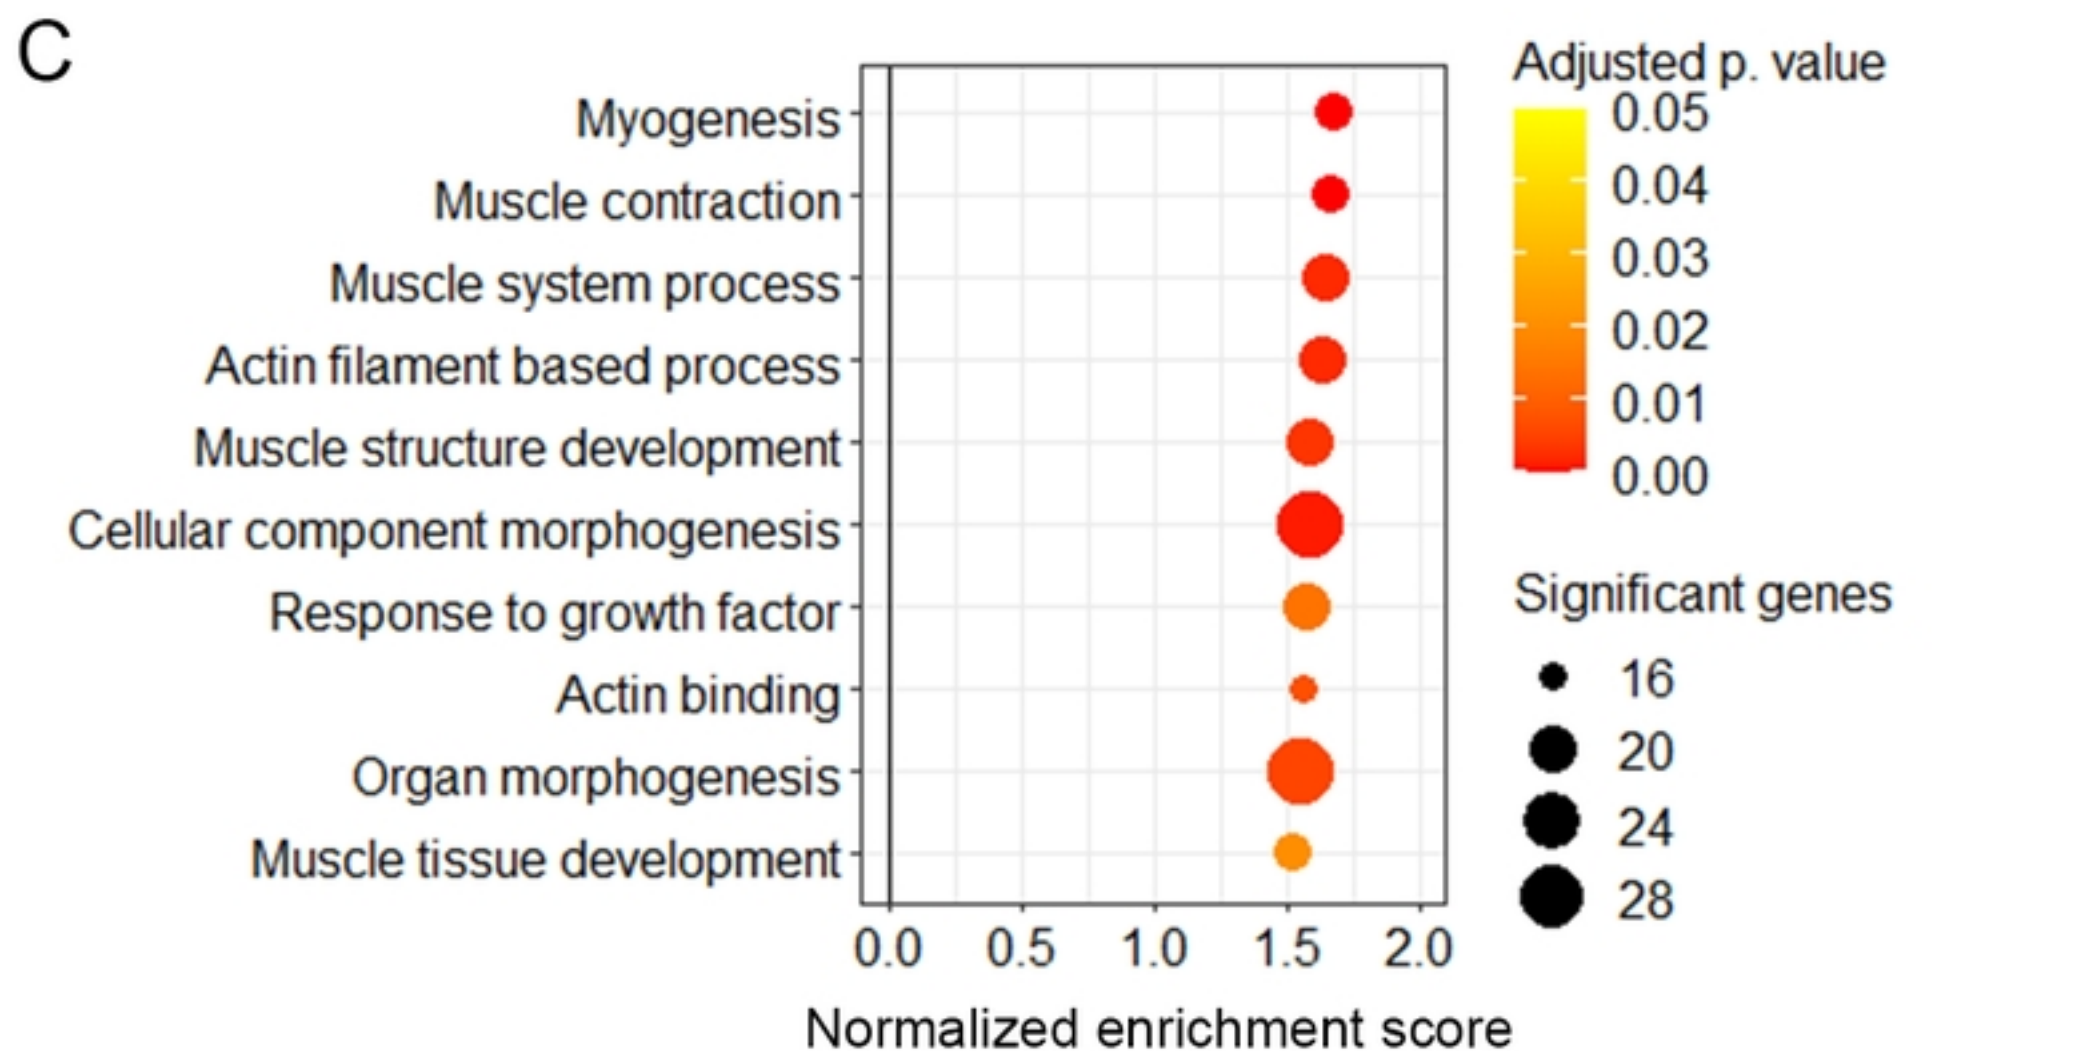 C
Myogenesis
Muscle contraction
Muscle system process
Actin filament based process
Muscle structure development
Cellular component morphogenesis
Response to growth factor
Actin binding
Organ morphogenesis
Muscle tissue development
0.0 0.5 1.0 1.5 2.0
Normalized enrichment score
Adjusted p. value
0.05
0.04
0.03
0.02
0.01
0.00
Significant genes
16
20
24
28